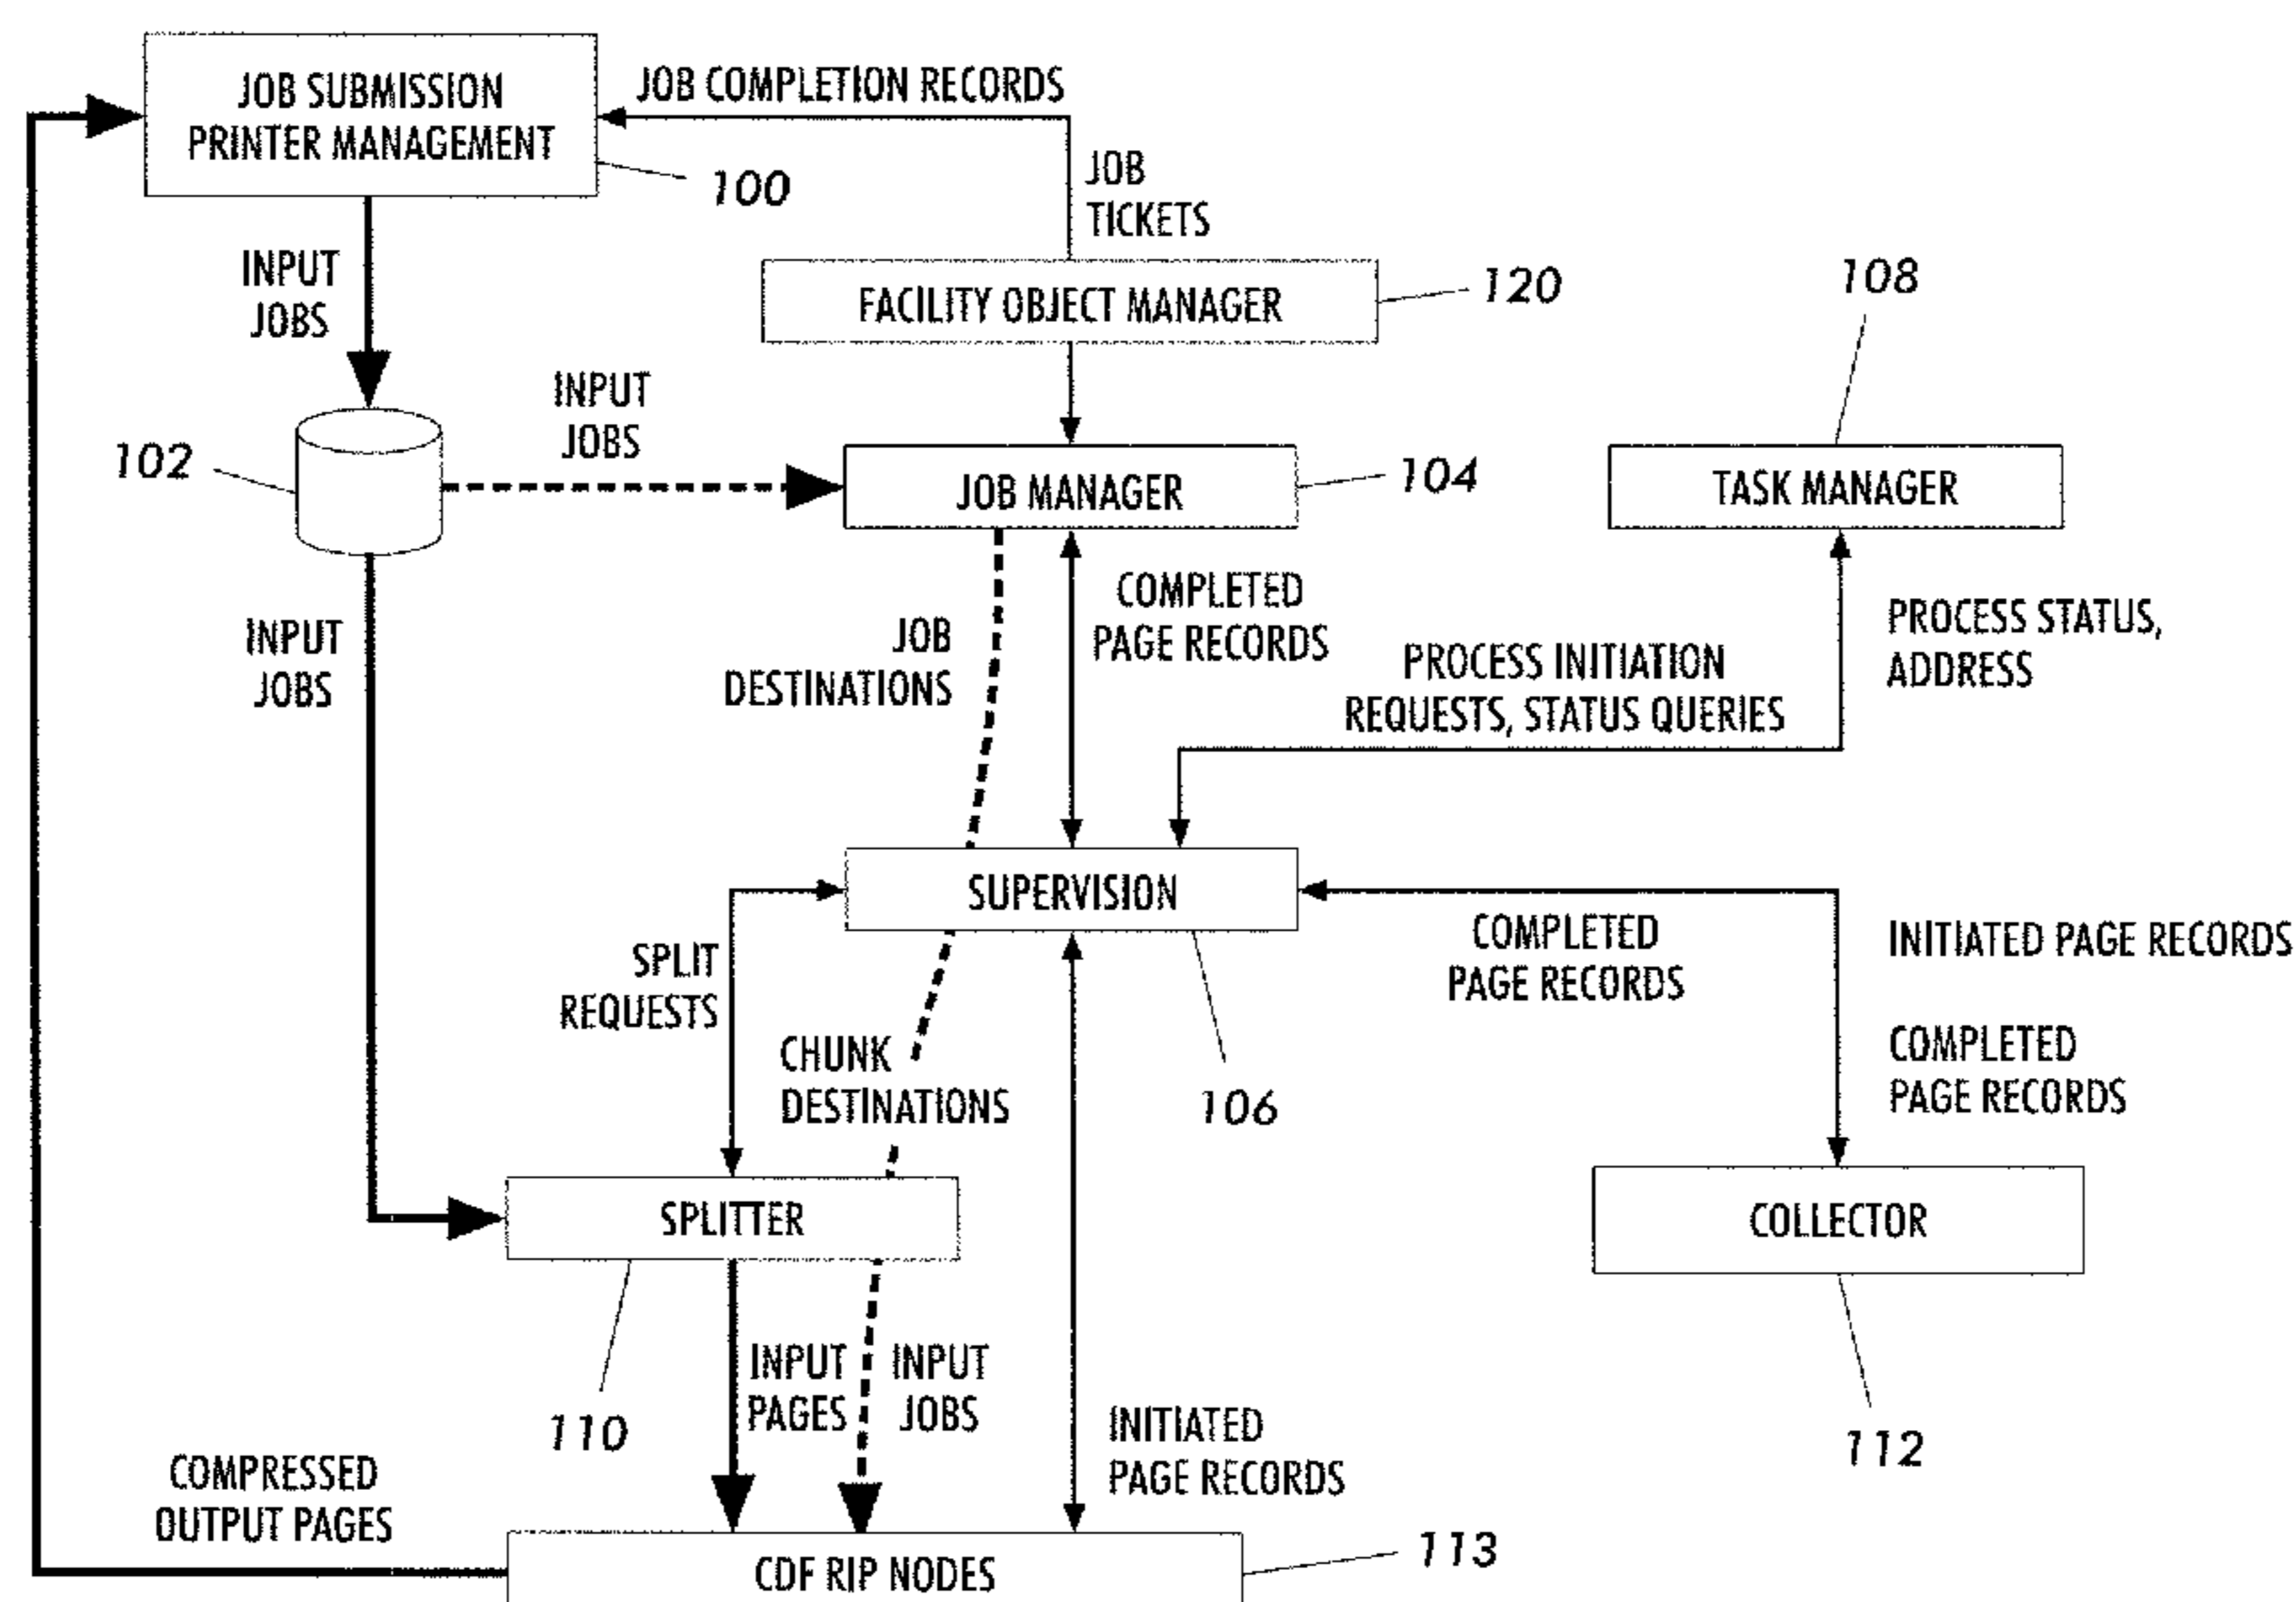 JOB SUBMISSION
PRINTER MANAGEMENT
100
JOB COMPLETION RECORDS
JOB
TICKETS
INPUT
JOBS
FACILITY OBJECT MANAGER
120
108
102
INPUT
JOBS
JOB MANAGER
104
TASK MANAGER
INPUT
JOBS
JOB
DESTINATIONS
COMPLETED
PAGE RECORDS
PROCESS INITIATION
REQUESTS, STATUS QUERIES
PROCESS STATUS,
ADDRESS
SUPERVISION
106
SPLIT
REQUESTS
CHUNK
DESTINATIONS
COMPLETED
PAGE RECORDS
INITIATED PAGE RECORDS
COMPLETED
PAGE RECORDS
SPLITTER
110
COLLECTOR
112
INPUT
PAGES
INPUT
JOBS
INITIATED
PAGE RECORDS
COMPRESSED
OUTPUT PAGES
CDF RIP NODES
113